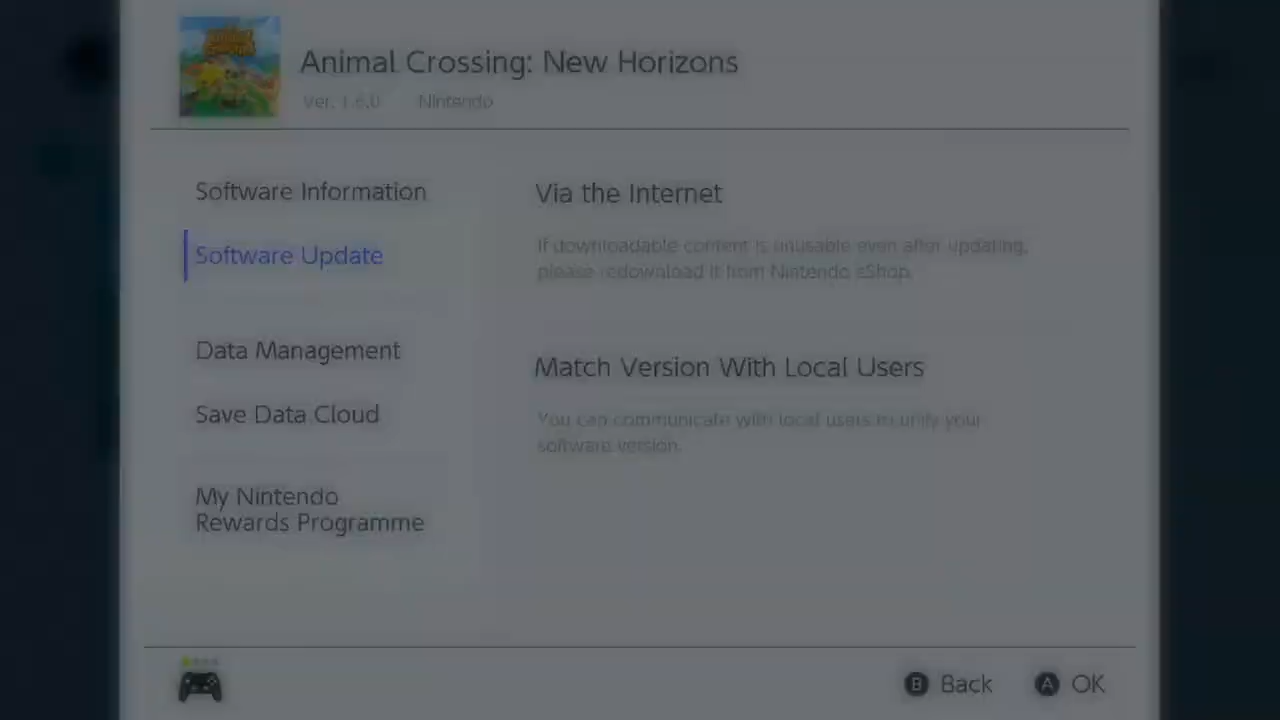 Animal Crossing: New Horizons
Ver. 1.6.0 Nintendo
Software Information
Software Update
Data Management
Save Data Cloud
My Nintendo
Rewards Programme
Via the Internet
If downloadable content is unusable even after updating,
please redownload it from Nintendo eShop.
Match Version With Local Users
You can communicate with local users to unify your
software version.
B Back
A OK